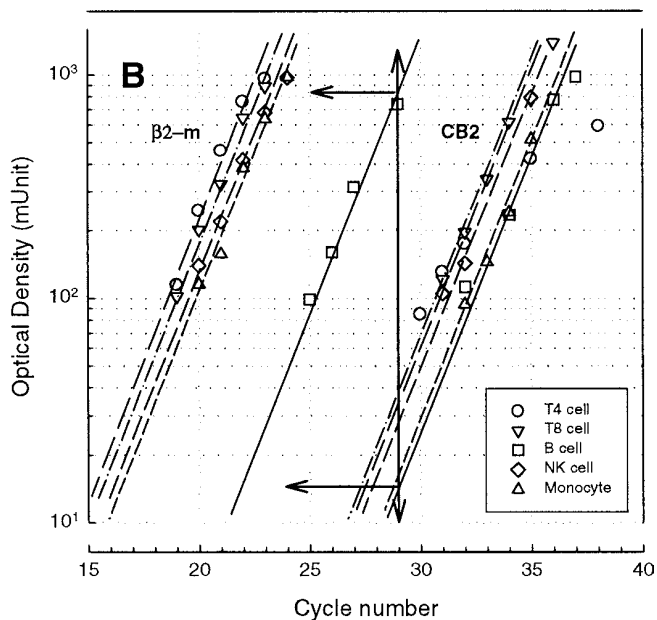 B
β2–m
CB2
Optical Density (mUnit)
10³
10²
10¹
T4 cell
T8 cell
B cell
NK cell
Monocyte
15 20 25 30 35 40
Cycle number